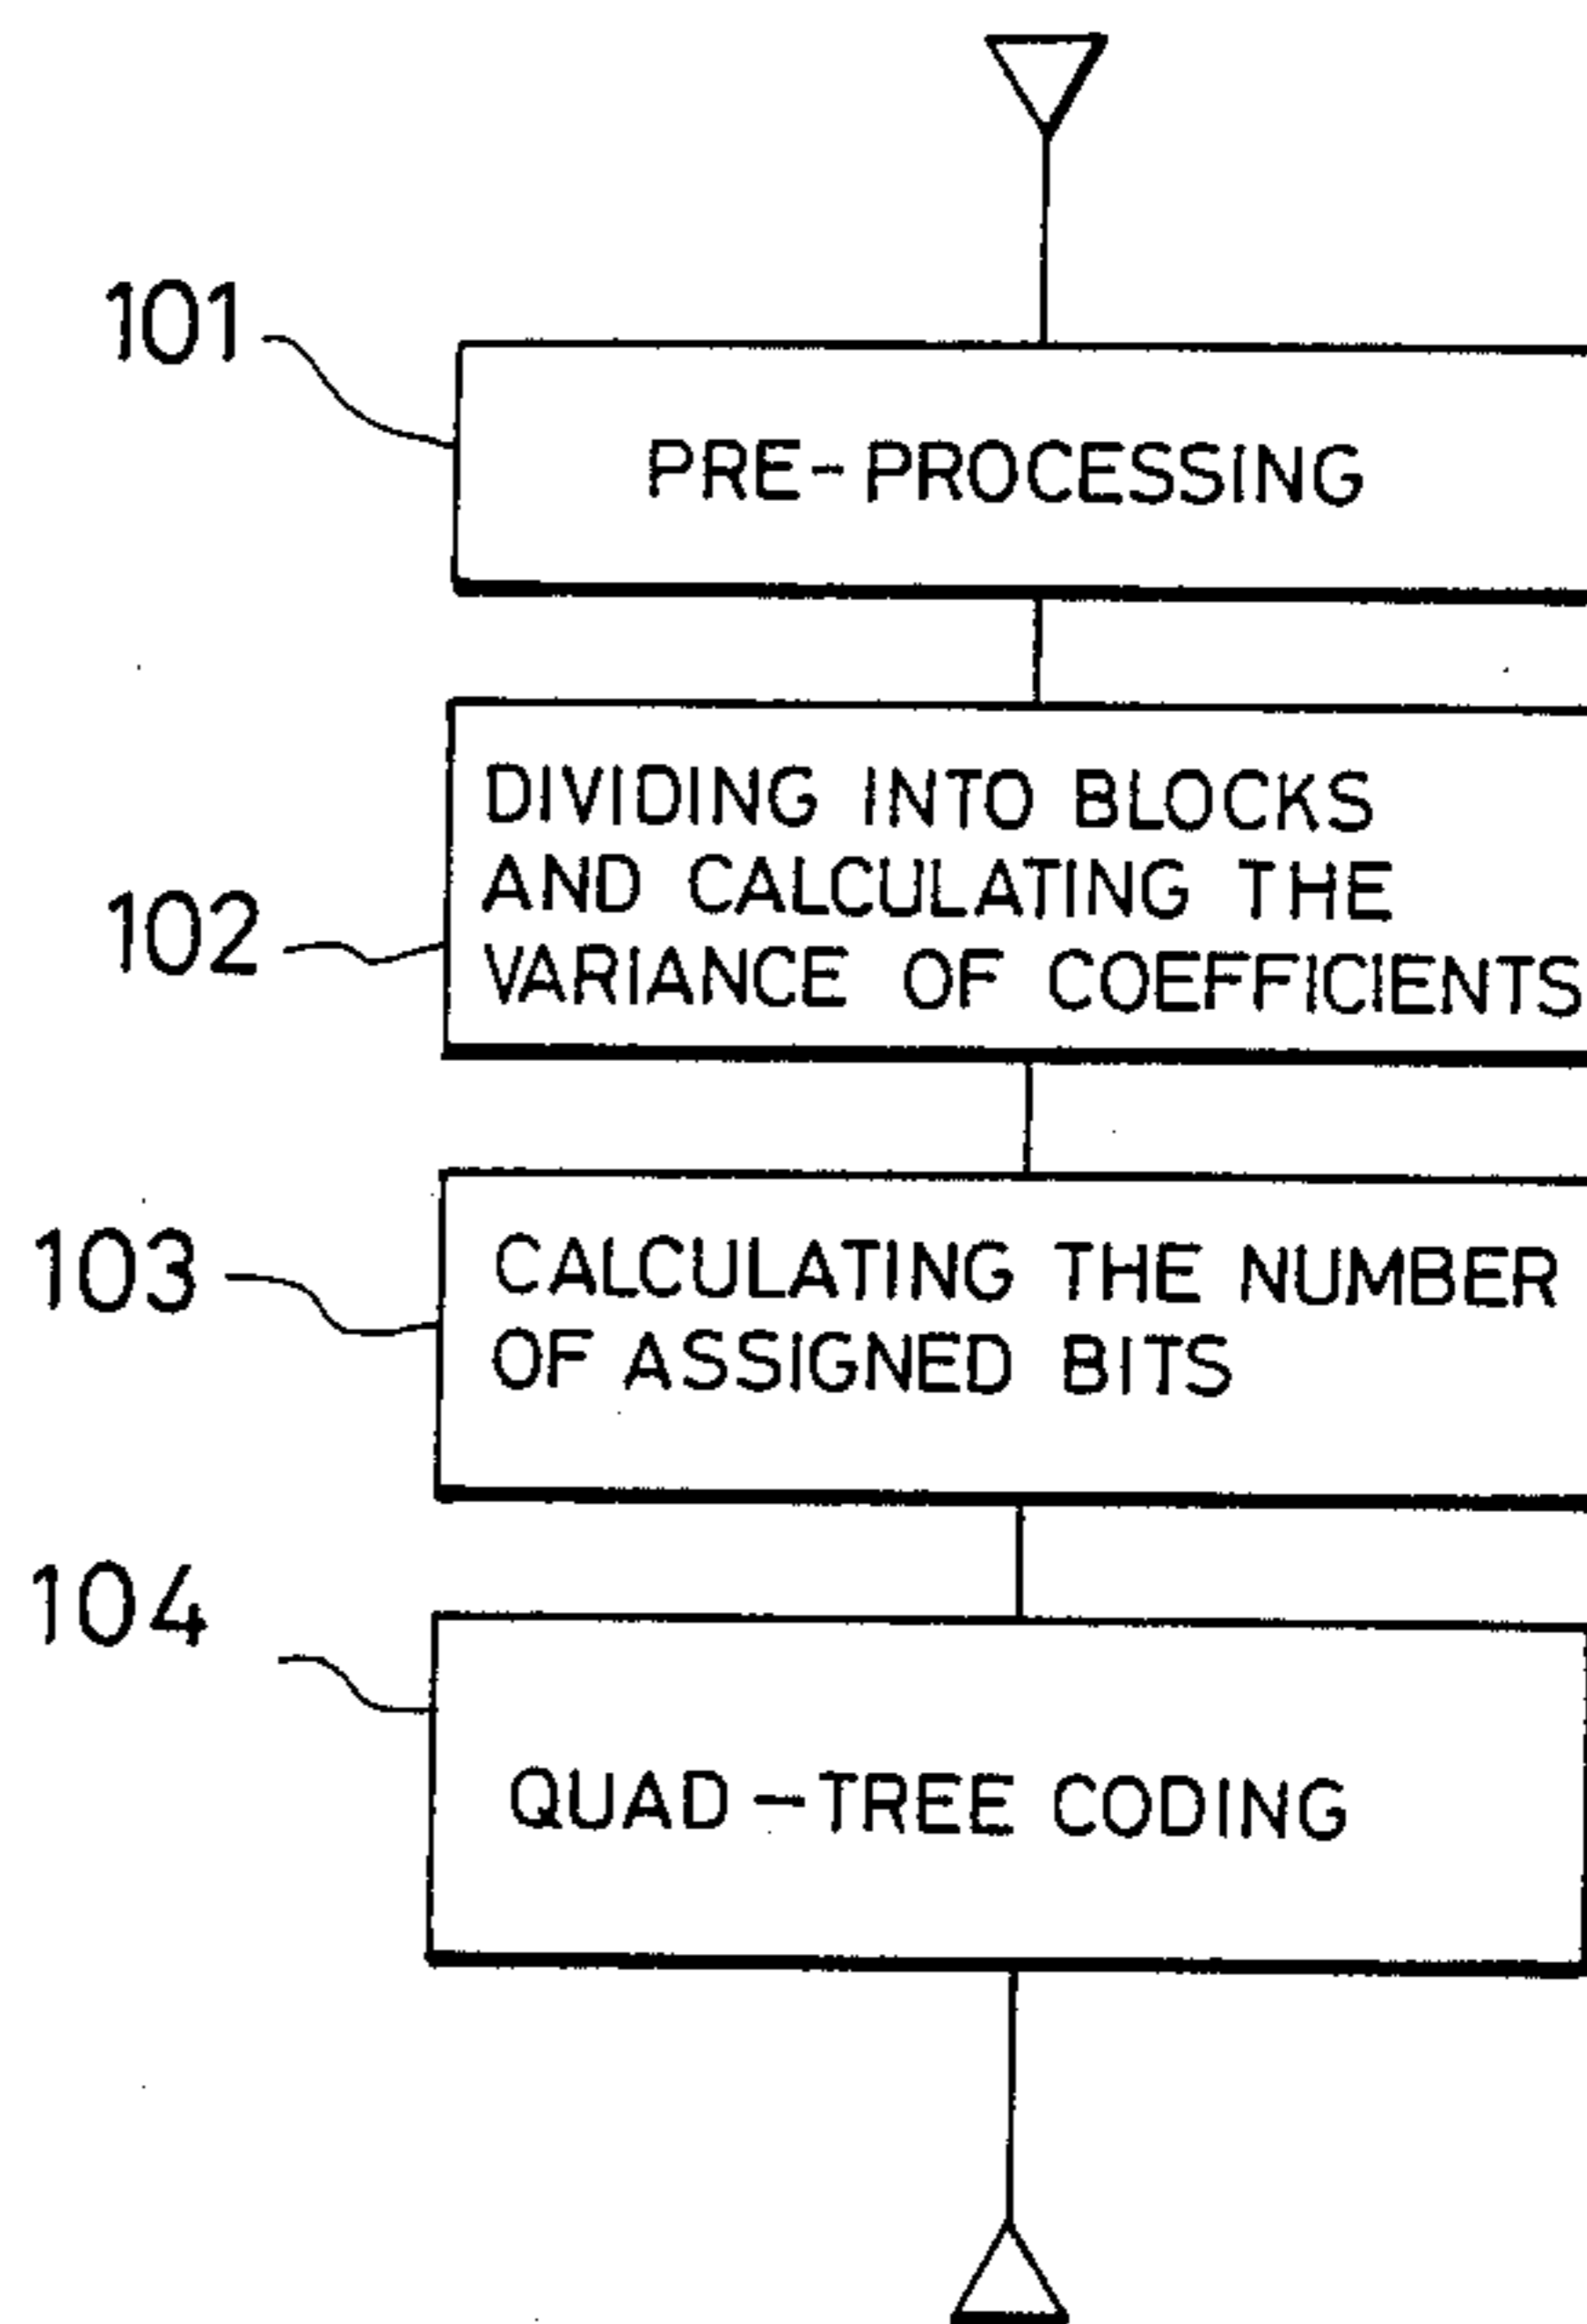 101
PRE-PROCESSING
DIVIDING INTO BLOCKS
AND CALCULATING THE
102
VARIANCE OF COEFFICIENTS
103
CALCULATING THE NUMBER
OF ASSIGNED BITS
104
QUAD-TREE CODING